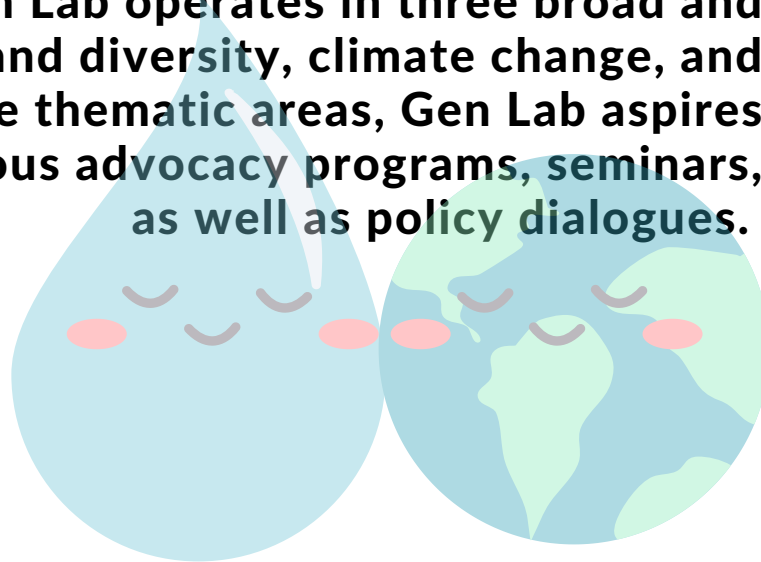 Lab operates in three broad and
and diversity, climate change, and
thematic areas, Gen Lab aspires
advocacy programs, seminars,
as well as policy dialogues.